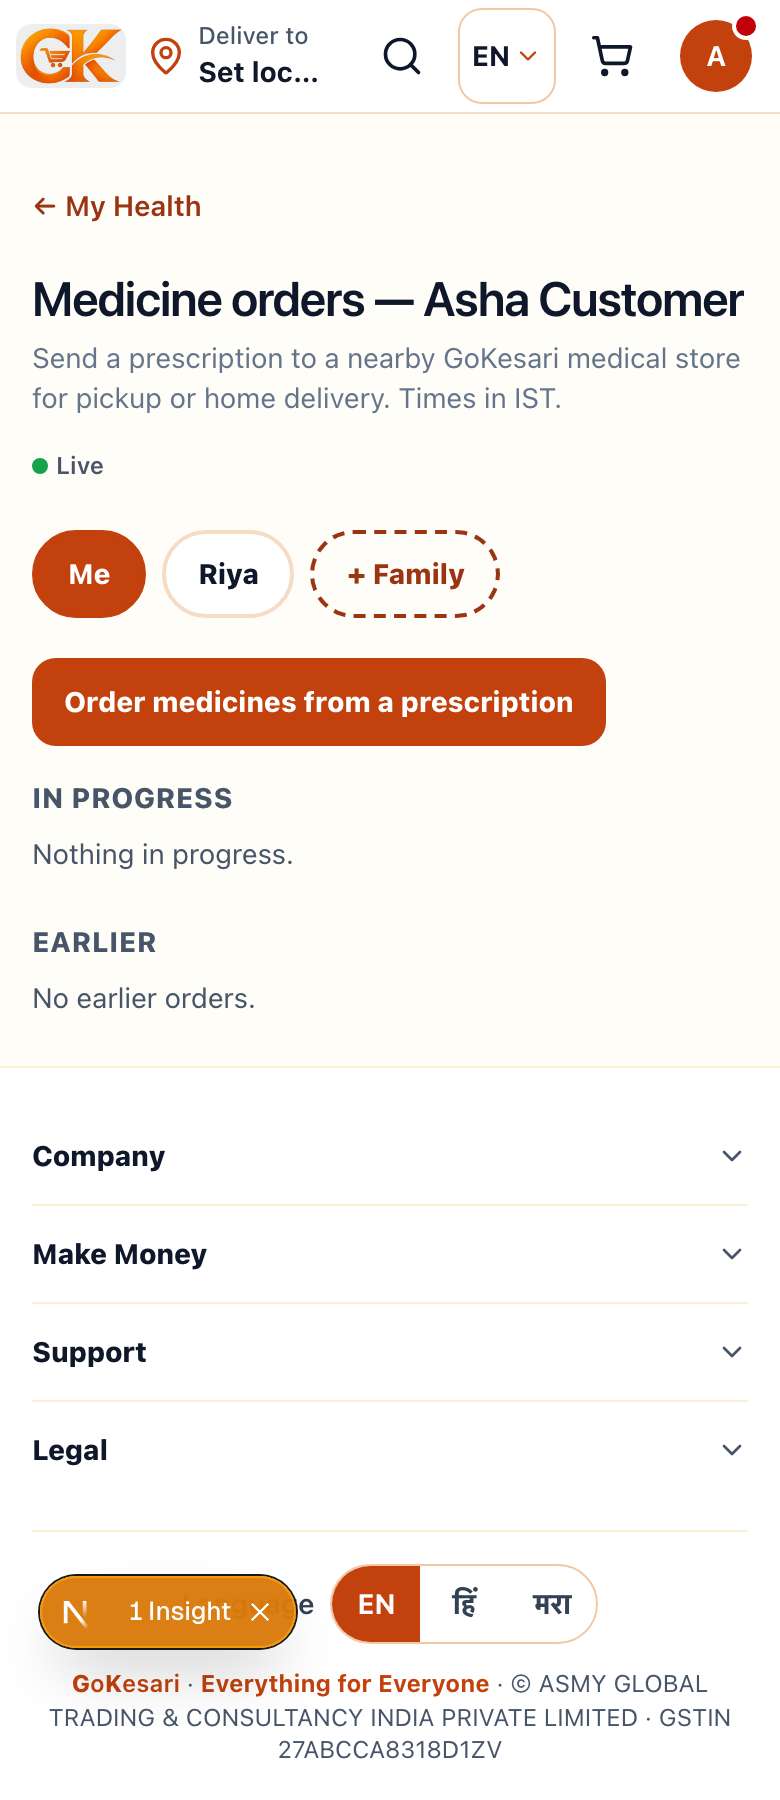 GK
Deliver to
Set loc...
EN
A
← My Health
Medicine orders — Asha Customer
Send a prescription to a nearby GoKesari medical store
for pickup or home delivery. Times in IST.
Live
Me
Riya
+ Family
Order medicines from a prescription
IN PROGRESS
Nothing in progress.
EARLIER
No earlier orders.
Company
Make Money
Support
Legal
N 1 Insight
EN
हिं
मरा
GoKesari · Everything for Everyone · © ASMY GLOBAL
TRADING & CONSULTANCY INDIA PRIVATE LIMITED · GSTIN
27ABCCA8318D1ZV